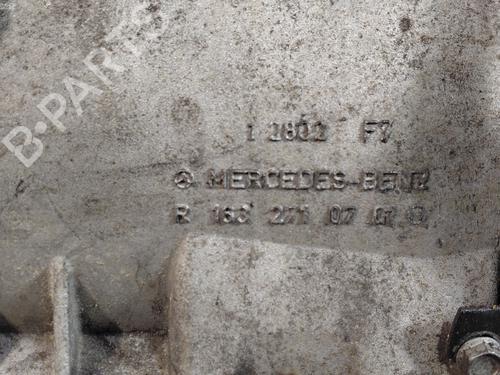 B-PARTS
1 2802 F7
MERCEDES-BENZ
R 163 271 07 01